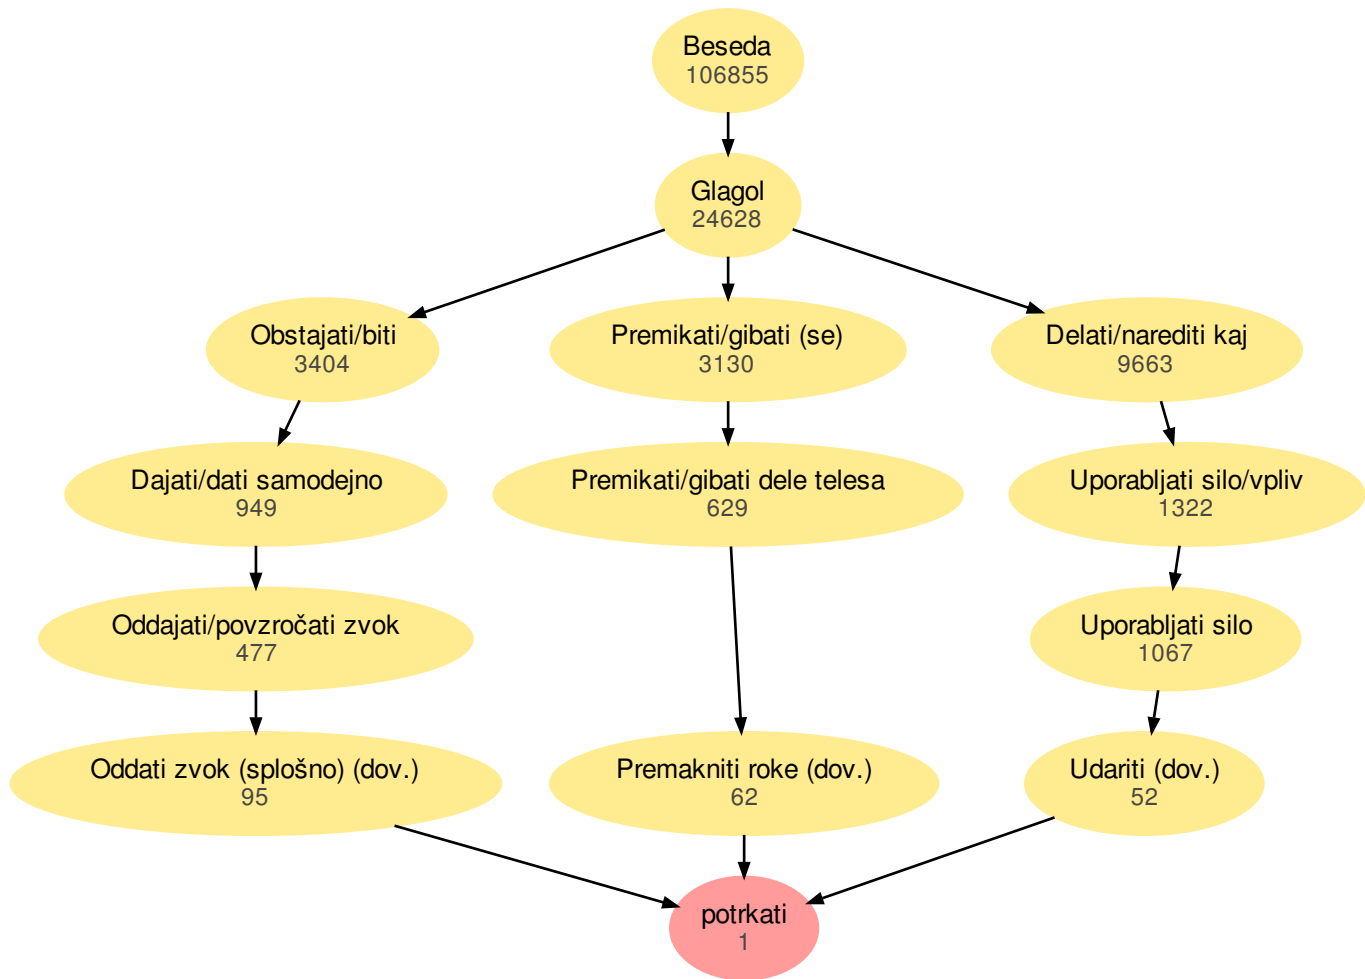 Beseda
106855
Glagol
24628
Obstajati/biti
3404
Premikati/gibati (se)
3130
Delati/narediti kaj
9663
Dajati/dati samodejno
949
Premikati/gibati dele telesa
629
Uporabljati silo/vpliv
1322
Oddajati/povzročati zvok
477
Uporabljati silo
1067
Oddati zvok (splošno) (dov.)
95
Premakniti roke (dov.)
62
Udariti (dov.)
52
potrkati
1